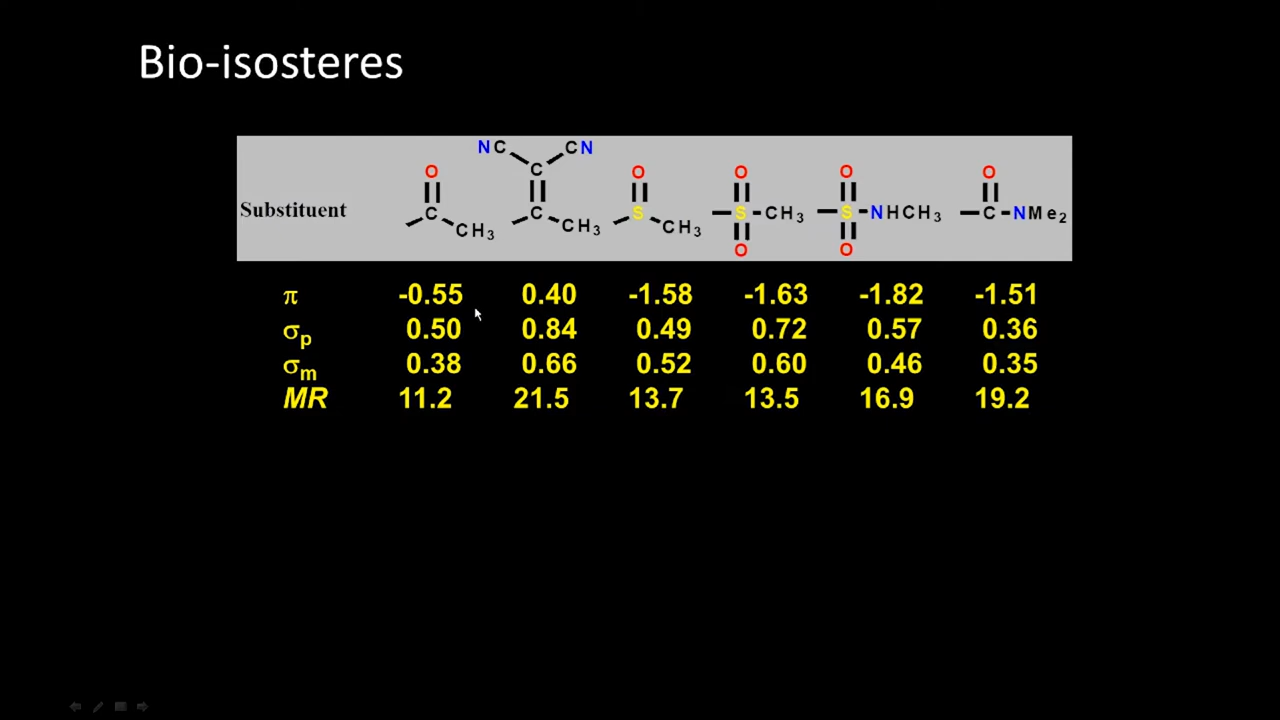 Bio-isosteres
NC CN
O C O O O O
Substituent C CH3 C CH3 S CH3 S CH3 S NHCH3 C NMe2
O O
π -0.55 0.40 -1.58 -1.63 -1.82 -1.51
σp 0.50 0.84 0.49 0.72 0.57 0.36
σm 0.38 0.66 0.52 0.60 0.46 0.35
MR 11.2 21.5 13.7 13.5 16.9 19.2